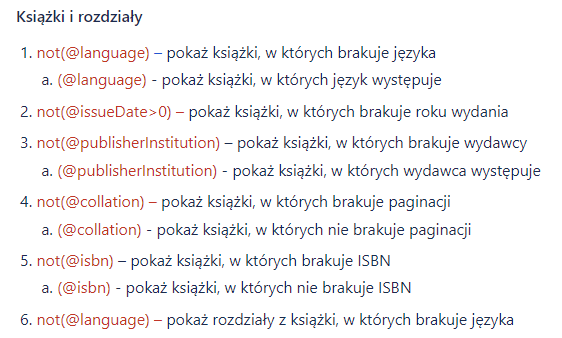 Książki i rozdziały
1. not(@language) – pokaż książki, w których brakuje języka
a. (@language) - pokaż książki, w których język występuje
2. not(@issueDate>0) – pokaż książki, w których brakuje roku wydania
3. not(@publisherInstitution) – pokaż książki, w których brakuje wydawcy
a. (@publisherInstitution) - pokaż książki, w których wydawca występuje
4. not(@collation) – pokaż książki, w których brakuje paginacji
a. (@collation) - pokaż książki, w których nie brakuje paginacji
5. not(@isbn) – pokaż książki, w których brakuje ISBN
a. (@isbn) - pokaż książki, w których nie brakuje ISBN
6. not(@language) – pokaż rozdziały z książki, w których brakuje języka